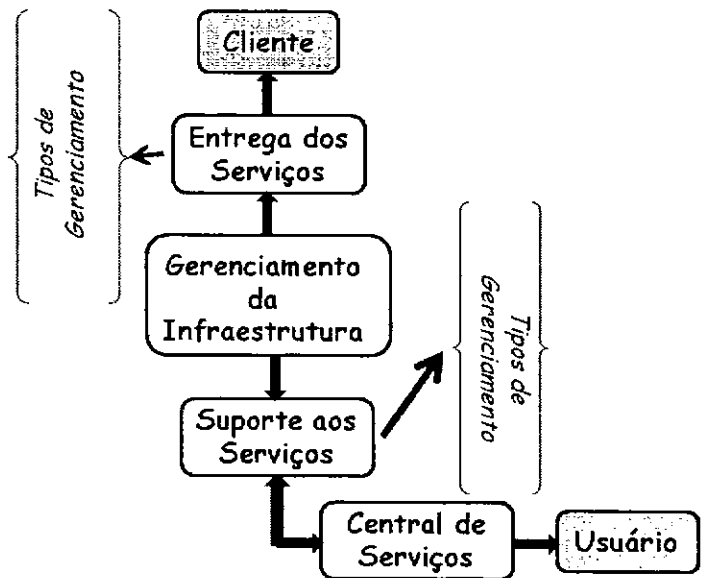 Cliente
Tipos de
Gerenciamento
Entrega dos
Serviços
Gerenciamento
da
Infraestrutura
Tipos de
Gerenciamento
Suporte aos
Serviços
Central de
Serviços
Usuário